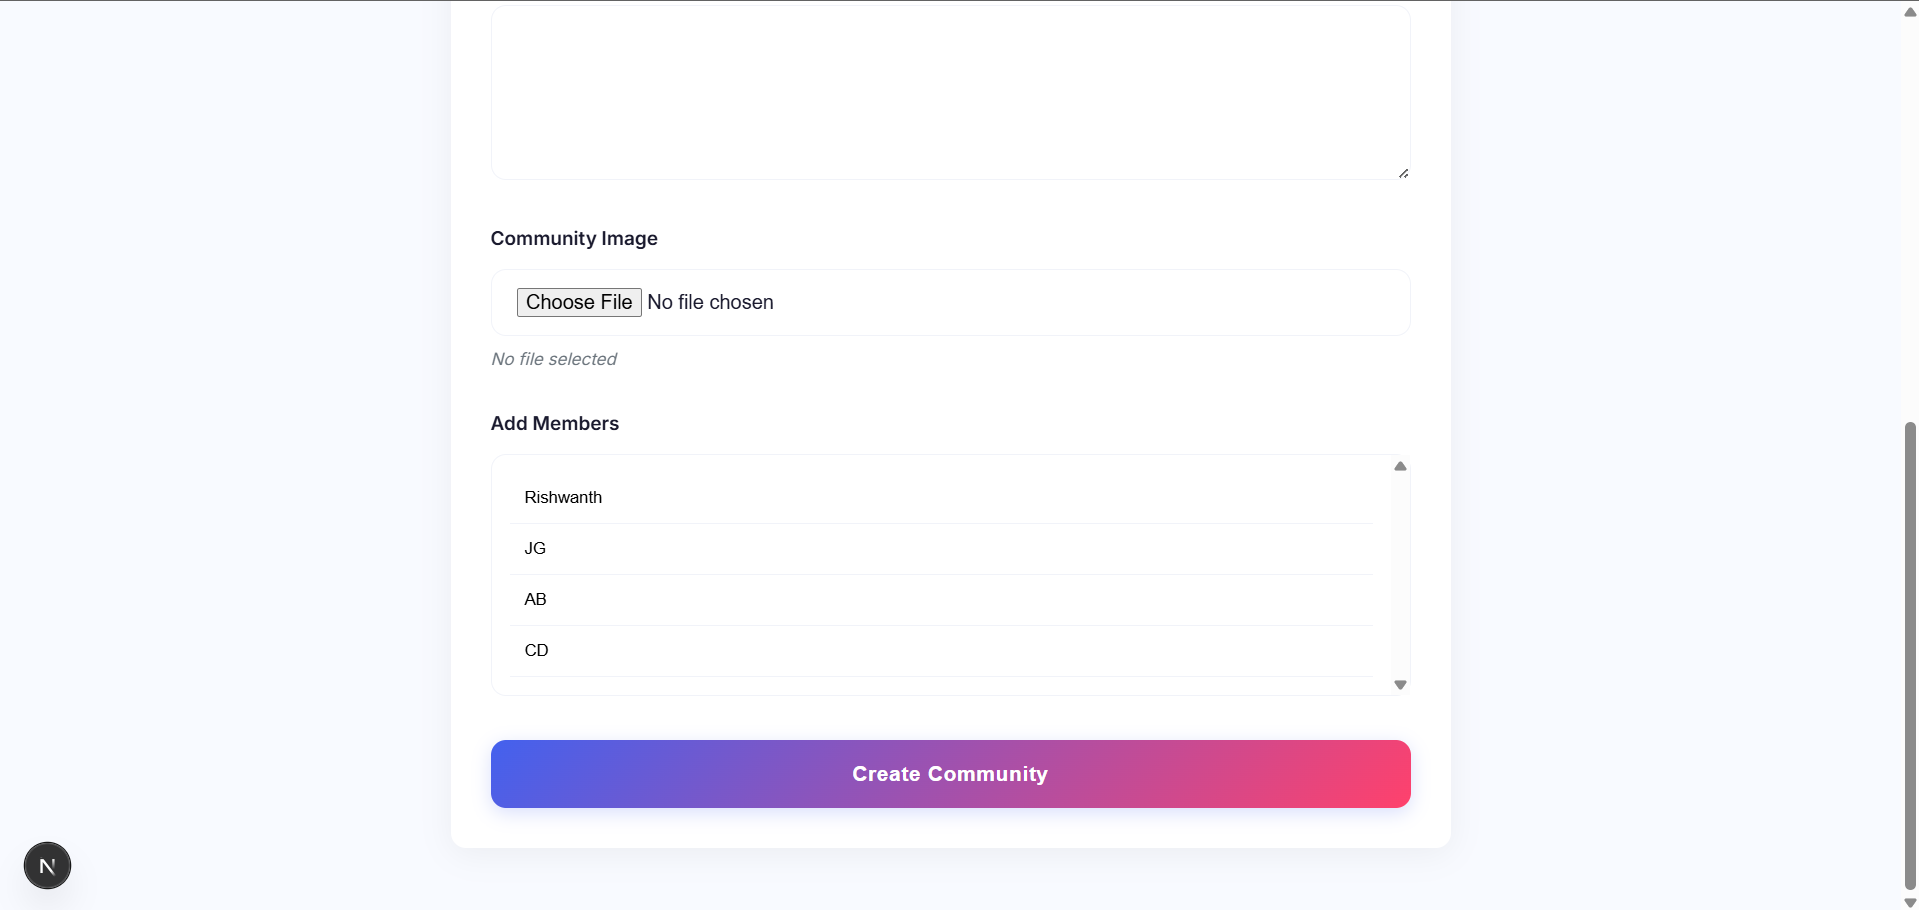 Community Image
Choose File No file chosen
No file selected
Add Members
Rishwanth
JG
AB
CD
Create Community
N